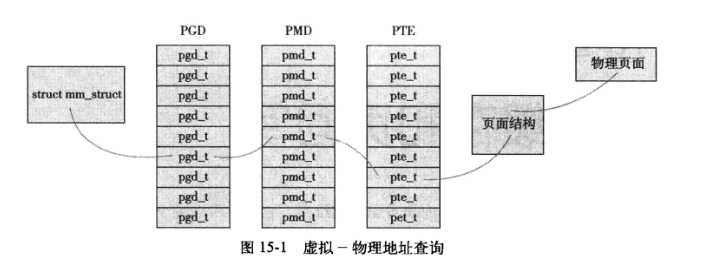 struct mm_struct
PGD
pgd_t
pgd_t
pgd_t
pgd_t
pgd_t
pgd_t
pgd_t
pgd_t
pgd_t
PMD
pmd_t
pmd_t
pmd_t
pmd_t
pmd_t
pmd_t
pmd_t
pmd_t
pmd_t
PTE
pte_t
pte_t
pte_t
pte_t
pte_t
pte_t
pte_t
pte_t
pet_t
页面结构
物理页面
图 15-1 虚拟－物理地址查询